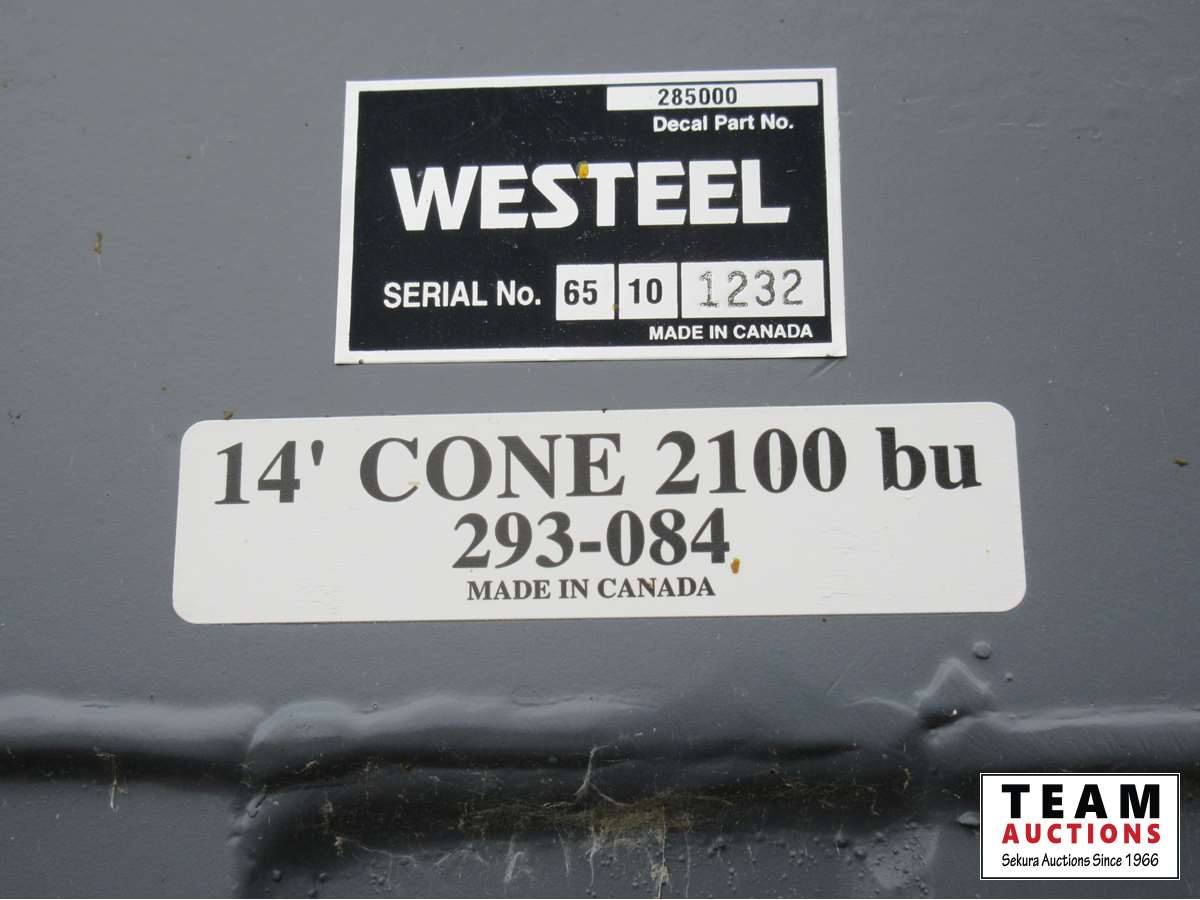 285000
Decal Part No.
WESTEEL
SERIAL No. 65 10 1232
MADE IN CANADA
14' CONE 2100 bu
293-084
MADE IN CANADA
TEAM
AUCTIONS
Sekura Auctions Since 1966